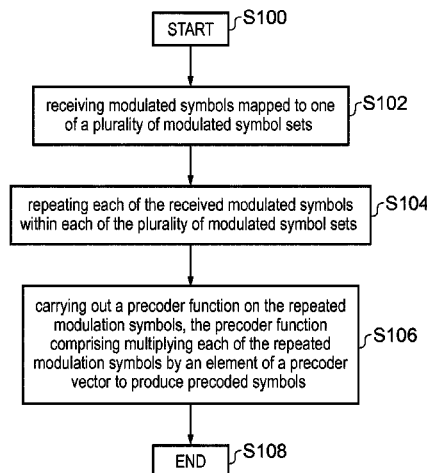 START
S100
receiving modulated symbols mapped to one
of a plurality of modulated symbol sets
S102
repeating each of the received modulated symbols
within each of the plurality of modulated symbol sets
S104
carrying out a precoder function on the repeated
modulation symbols, the precoder function
comprising multiplying each of the repeated
modulation symbols by an element of a precoder
vector to produce precoded symbols
S106
END
S108